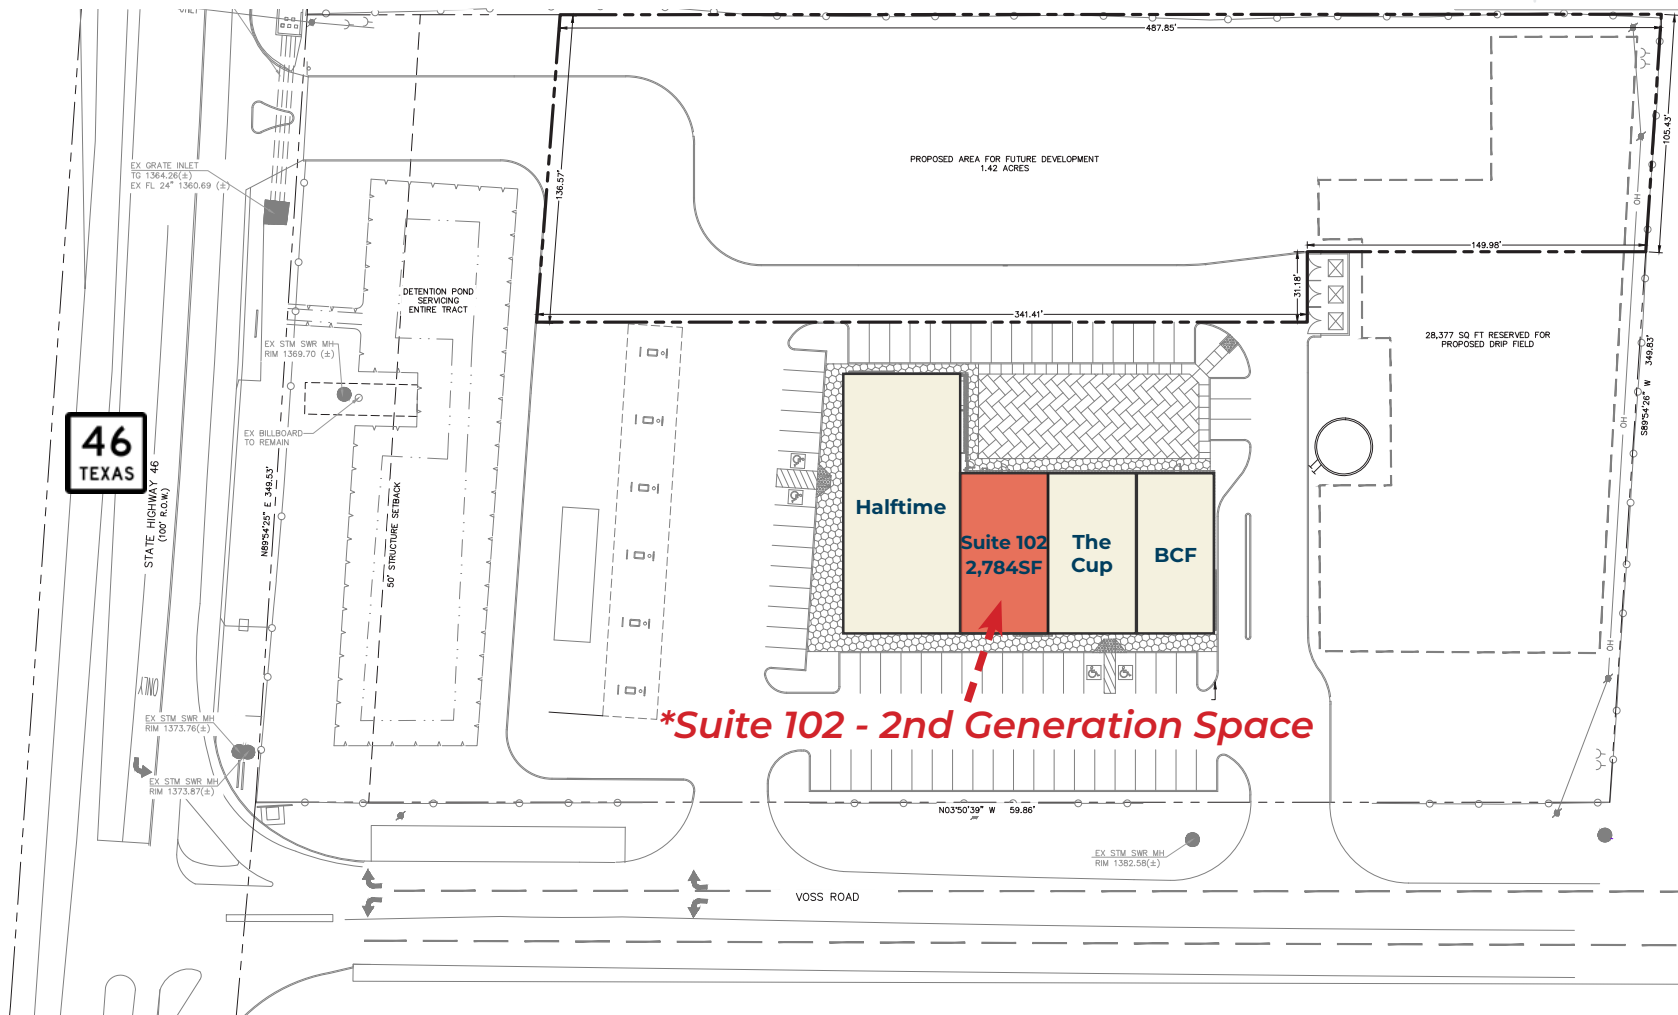 487.85'
105.43'
136.57'
PROPOSED AREA FOR FUTURE DEVELOPMENT
1.42 ACRES
EX GRATE INLET
TG 1364.26(±)
EX FL 24" 1360.69 (±)
OH
149.98'
31.18'
341.41'
DETENTION POND
SERVICING
ENTIRE TRACT
28,377 SQ FT RESERVED FOR
PROPOSED DRIP FIELD
S89°54'26" W 349.83'
EX STM SWR MH
RIM 1369.70 (±)
EX BILLBOARD
TO REMAIN
OH
46
TEXAS
STATE HIGHWAY 46
(100' R.O.W.)
N89°54'25" E 349.53'
50' STRUCTURE SETBACK
Halftime
Suite 102
2,784SF
The
Cup
BCF
OH
ONLY
EX STM SWR MH
RIM 1373.76(±)
*Suite 102 - 2nd Generation Space
EX STM SWR MH
RIM 1373.87(±)
N03°50'39" W 59.86'
EX STM SWR MH
RIM 1382.58(±)
VOSS ROAD